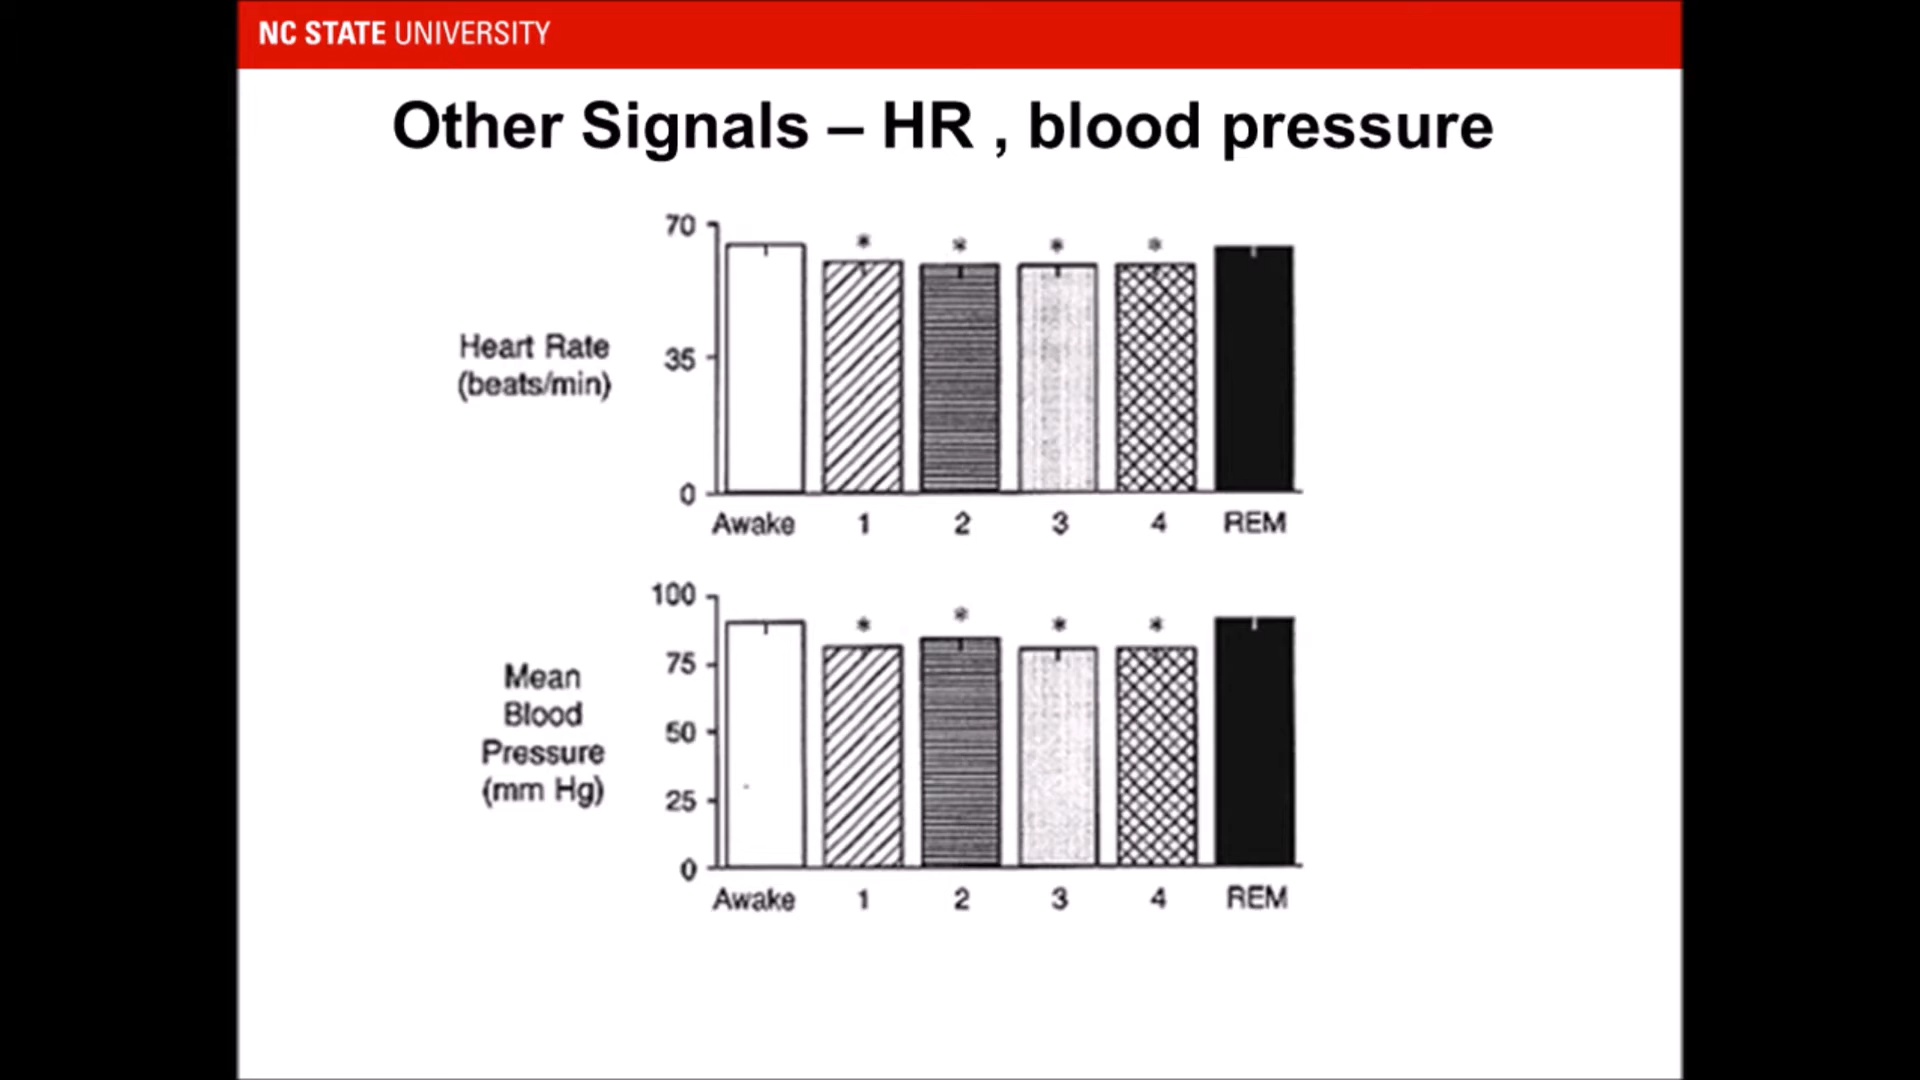 NC STATE UNIVERSITY
Other Signals – HR , blood pressure
70
* * * *
Heart Rate
(beats/min)
35
0
Awake 1 2 3 4 REM
100
* * * *
75
Mean
Blood
Pressure
(mm Hg)
50
25
0
Awake 1 2 3 4 REM